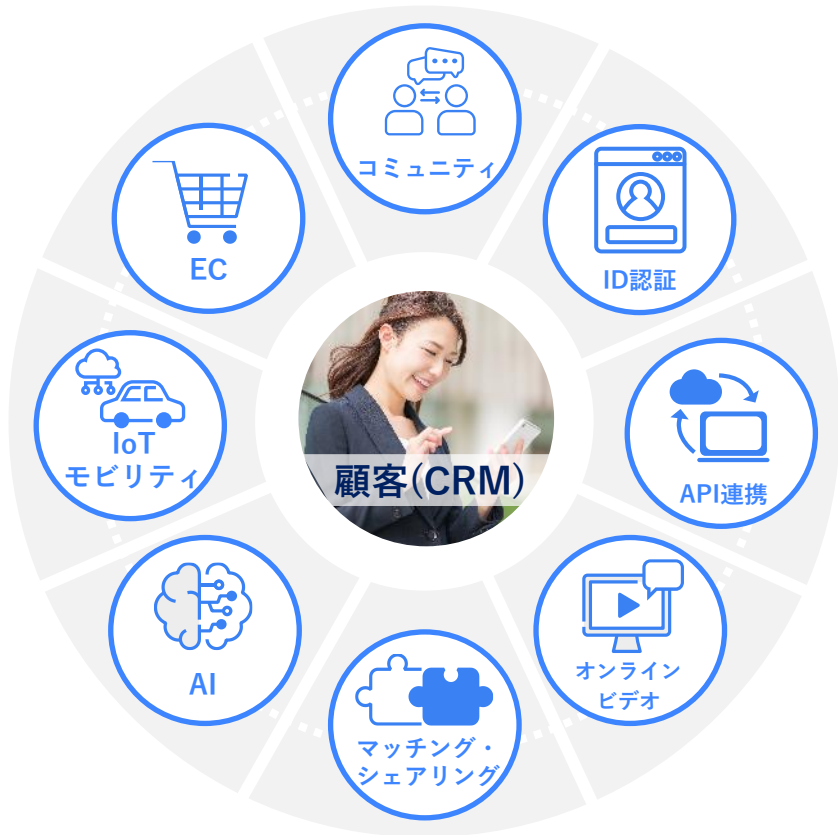 コミュニティ
ID認証
API連携
オンライン
ビデオ
マッチング・
シェアリング
AI
IoT
モビリティ
EC
顧客(CRM)